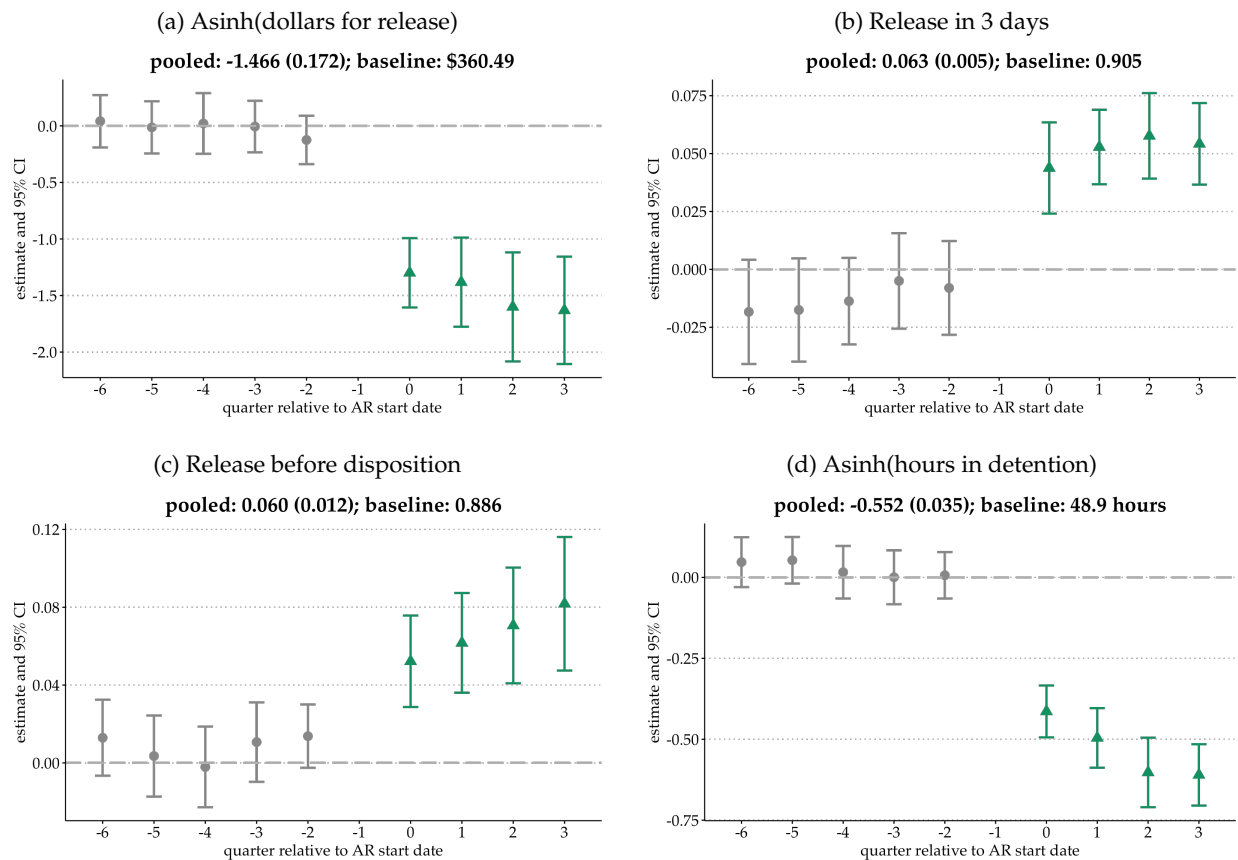 (a) Asinh(dollars for release)
pooled: -1.466 (0.172); baseline: $360.49
estimate and 95% CI
0.0
-0.5
-1.0
-1.5
-2.0
-6 -5 -4 -3 -2 -1 0 1 2 3
quarter relative to AR start date
(b) Release in 3 days
pooled: 0.063 (0.005); baseline: 0.905
estimate and 95% CI
0.075
0.050
0.025
0.000
-0.025
-6 -5 -4 -3 -2 -1 0 1 2 3
quarter relative to AR start date
(c) Release before disposition
pooled: 0.060 (0.012); baseline: 0.886
estimate and 95% CI
0.12
0.08
0.04
0.00
-6 -5 -4 -3 -2 -1 0 1 2 3
quarter relative to AR start date
(d) Asinh(hours in detention)
pooled: -0.552 (0.035); baseline: 48.9 hours
estimate and 95% CI
0.00
-0.25
-0.50
-0.75
-6 -5 -4 -3 -2 -1 0 1 2 3
quarter relative to AR start date